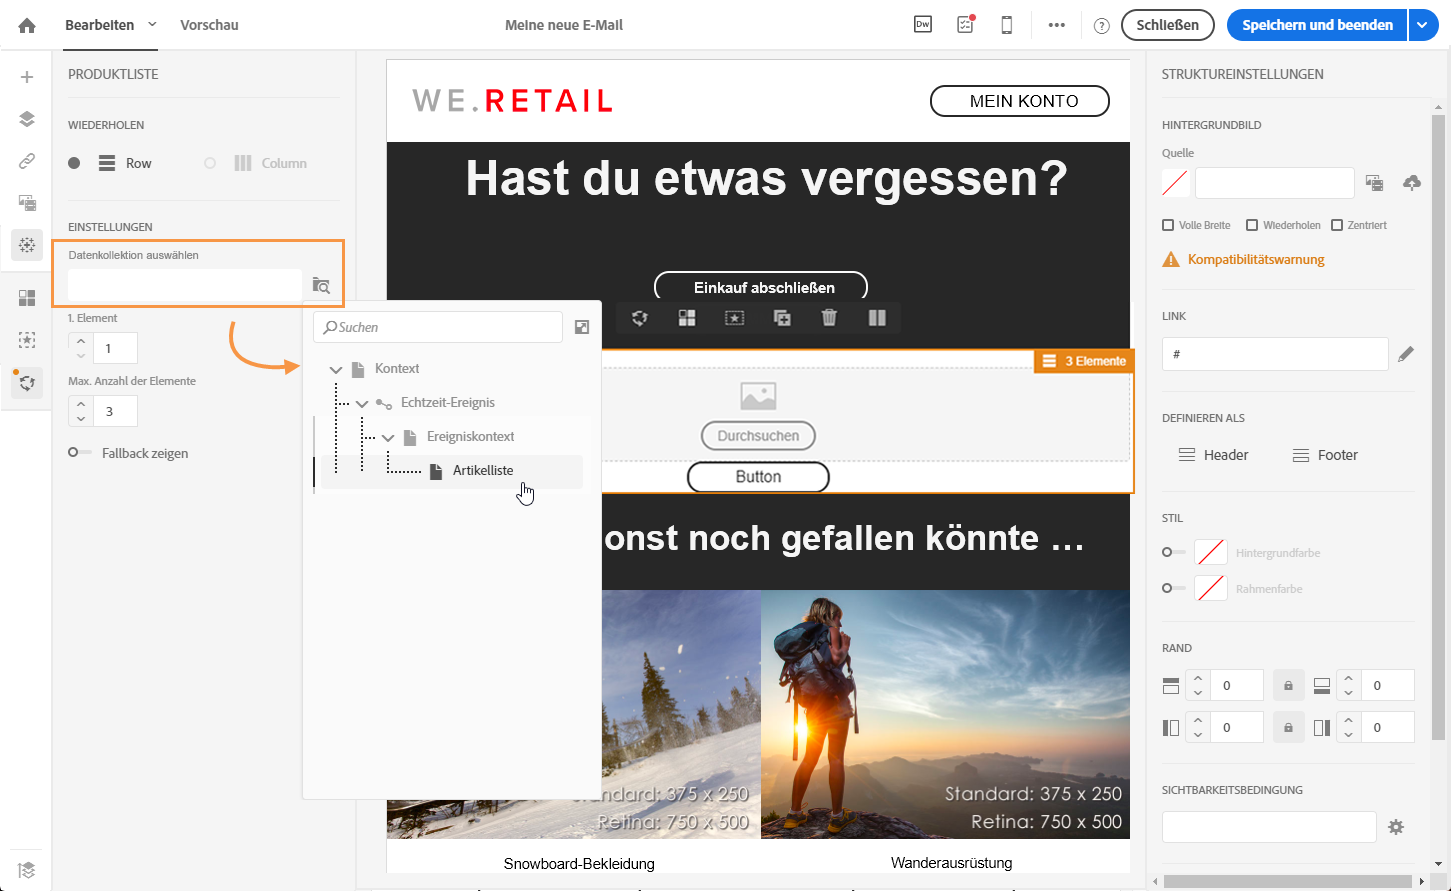 Bearbeiten
Vorschau
Meine neue E-Mail
Dw
Schließen
Speichern und beenden
PRODUKTLISTE
WIEDERHOLEN
Row
Column
EINSTELLUNGEN
Datenkollektion auswählen
1. Element
1
Max. Anzahl der Elemente
3
Fallback zeigen
Suchen
Kontext
Echtzeit-Ereignis
Ereigniskontext
Artikelliste
WE.RETAIL
MEIN KONTO
Hast du etwas vergessen?
Einkauf abschließen
3 Elemente
Durchsuchen
Button
onst noch gefallen könnte ...
Standard: 375 x 250
Retina: 750 x 500
Standard: 375 x 250
Retina: 750 x 500
Snowboard-Bekleidung
Wanderausrüstung
STRUKTUREINSTELLUNGEN
HINTERGRUNDBILD
Quelle
Volle Breite
Wiederholen
Zentriert
Kompatibilitätswarnung
LINK
#
DEFINIEREN ALS
Header
Footer
STIL
Hintergrundfarbe
Rahmenfarbe
RAND
0
0
0
0
SICHTBARKEITSBEDINGUNG